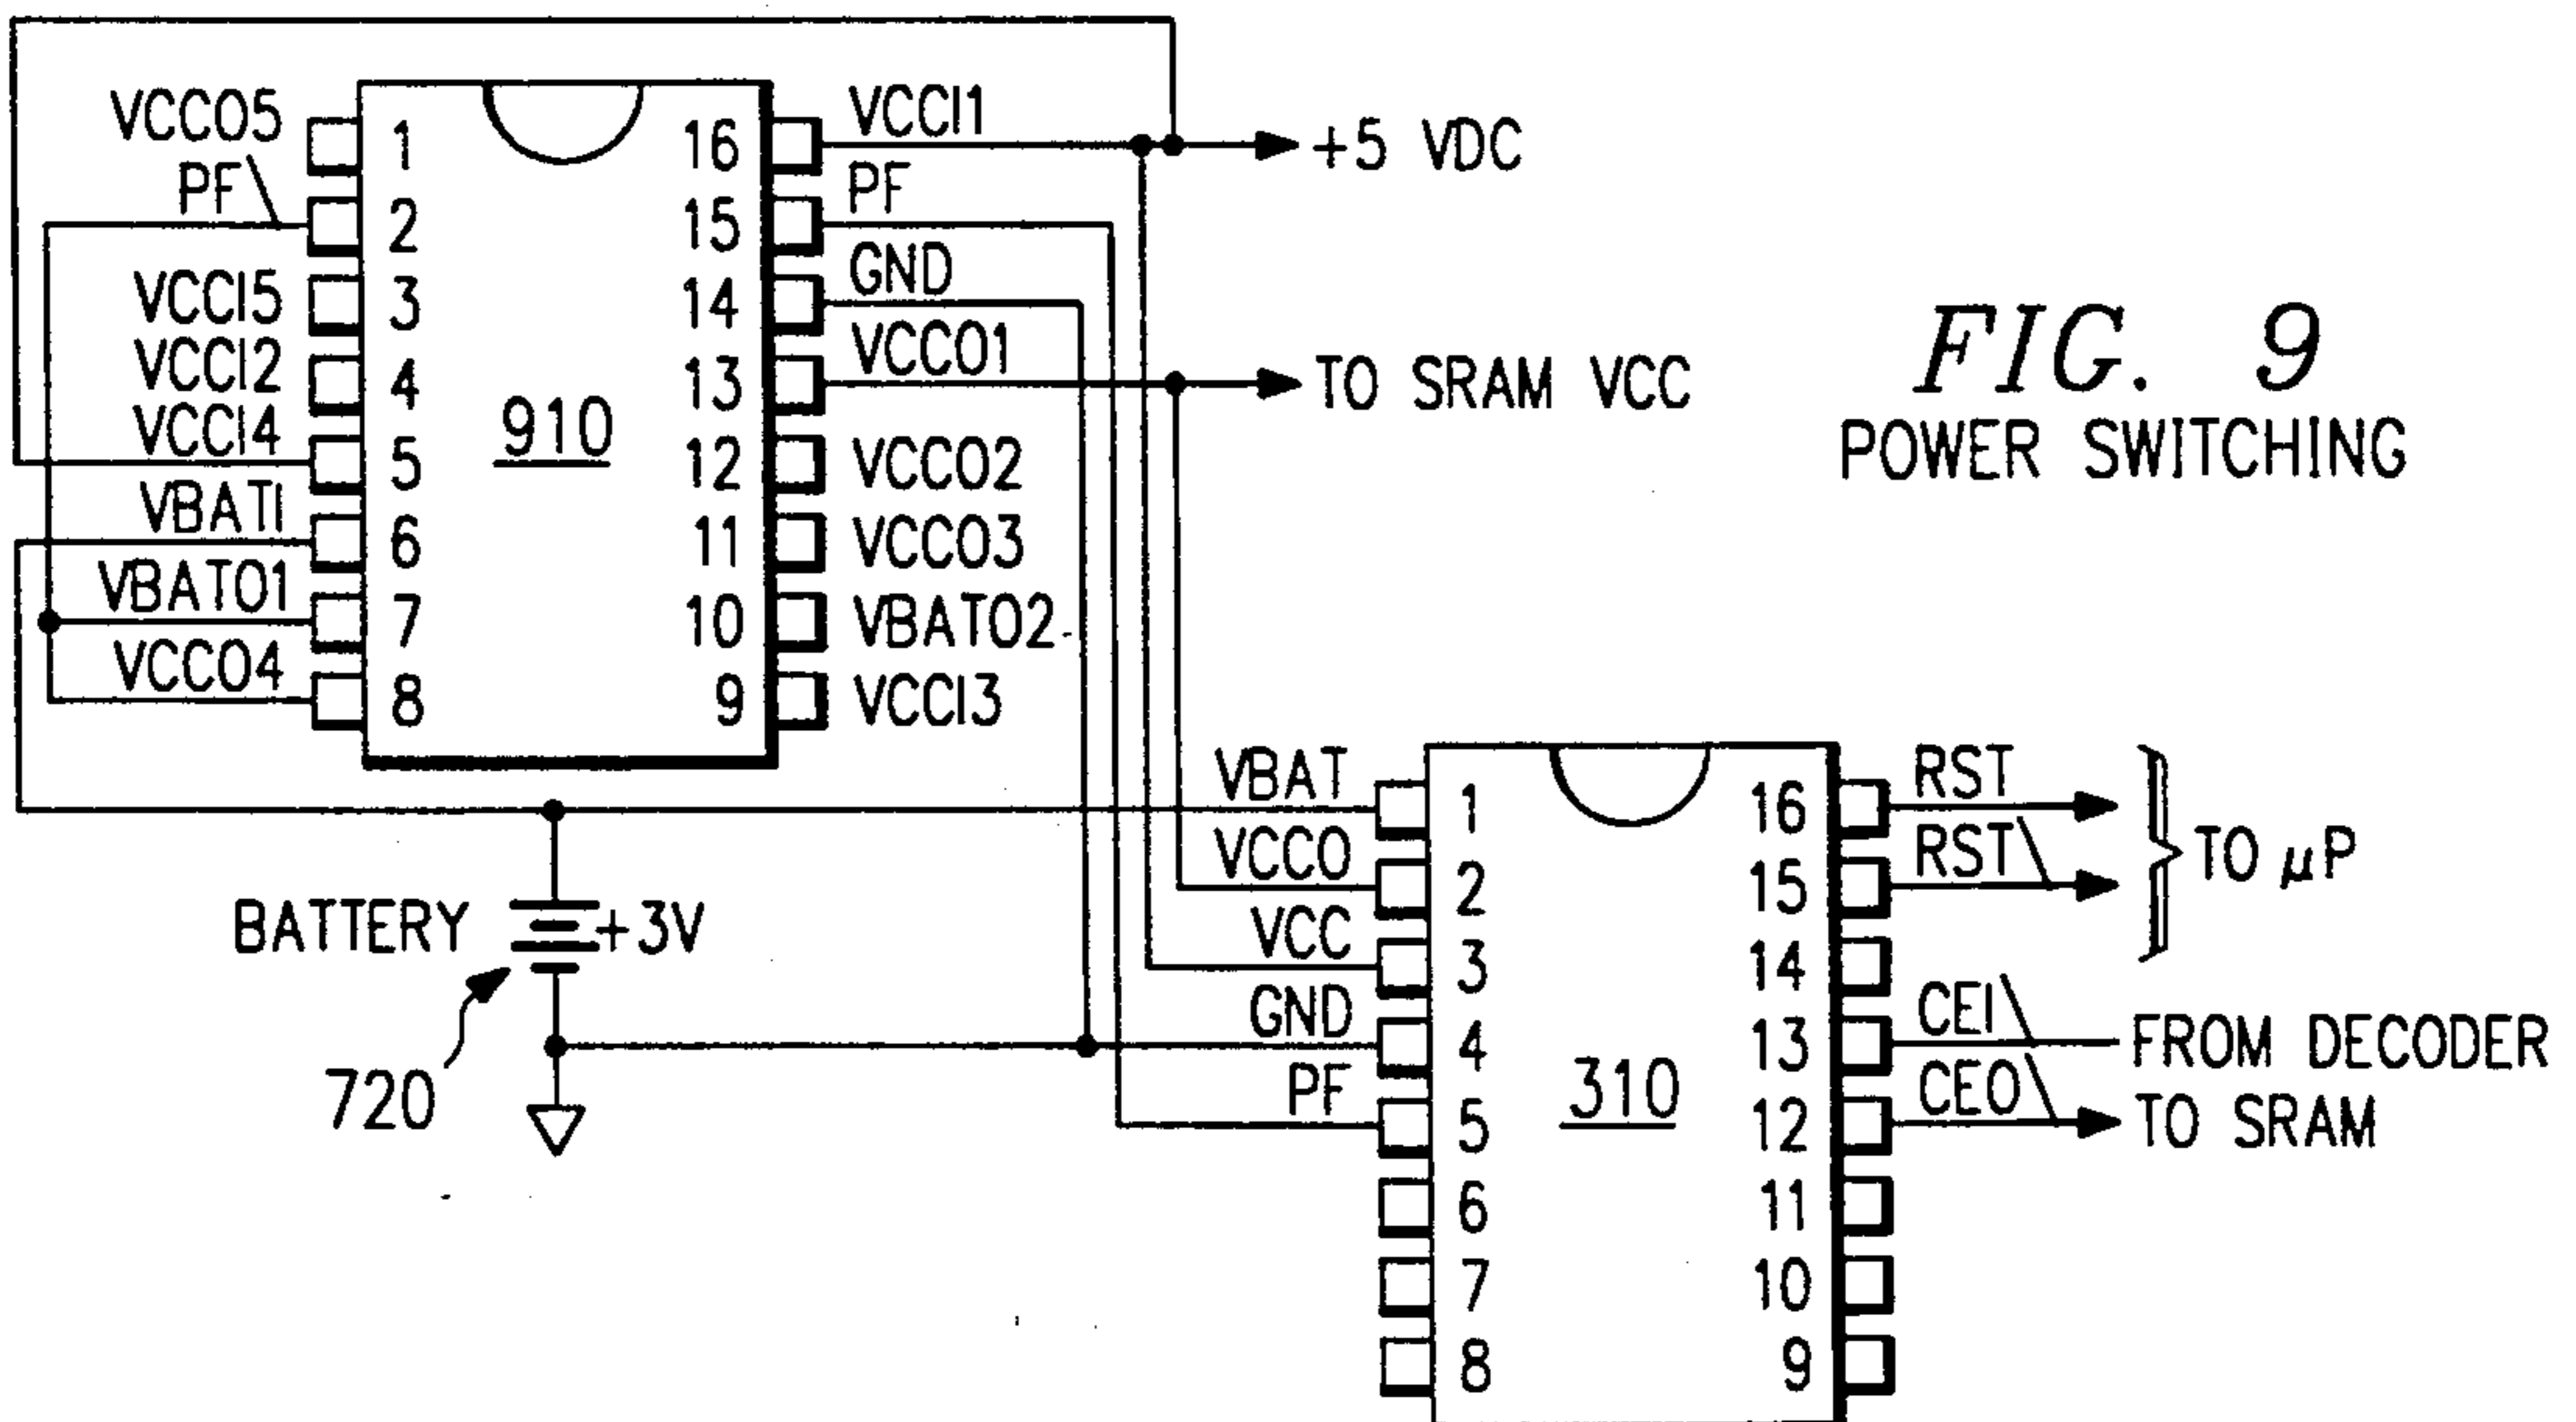 VCCO5 1 16 VCCI1 +5 VDC
PF\ 2 15 PF
VCCI5 3 14 GND
VCCI2 4 13 VCCO1 TO SRAM VCC
VCCI4 5 12 VCCO2
VBATI 6 11 VCCO3
VBATO1 7 10 VBATO2
VCCO4 8 9 VCCI3
910
FIG. 9
POWER SWITCHING
BATTERY +3V
720
VBAT 1 16 RST
VCCO 2 15 RST\
TO µP
VCC 3 14
GND 4 13 CEI\ FROM DECODER
PF 5 12 CEO\ TO SRAM
6 11
7 10
8 9
310